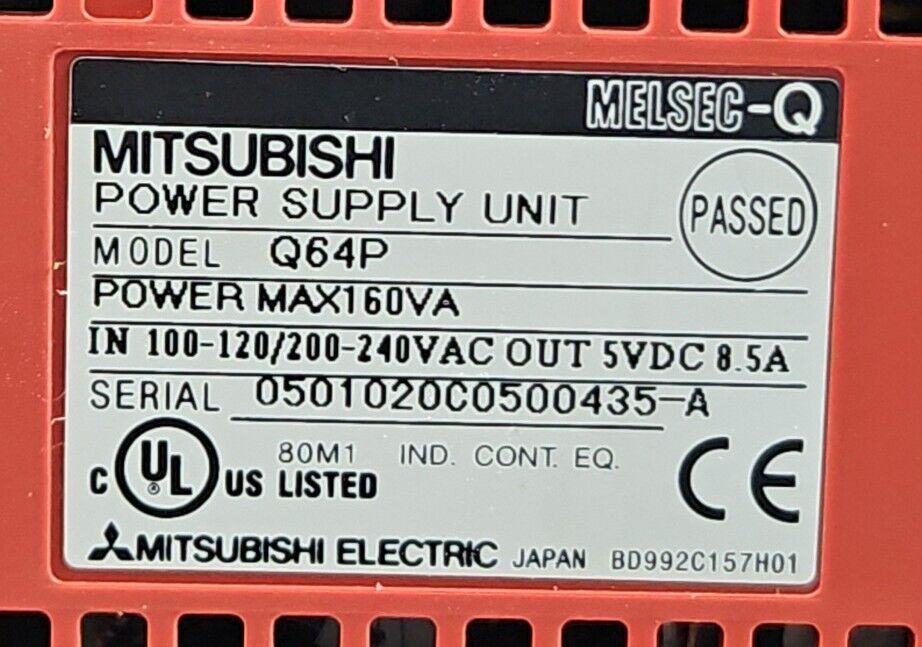 MELSEC-Q
MITSUBISHI
POWER SUPPLY UNIT
PASSED
MODEL Q64P
POWER MAX160VA
IN 100-120/200-240VAC OUT 5VDC 8.5A
SERIAL 0501020C0500435-A
C UL ® US LISTED 80M1 IND. CONT. EQ.
CE
MITSUBISHI ELECTRIC JAPAN BD992C157H01